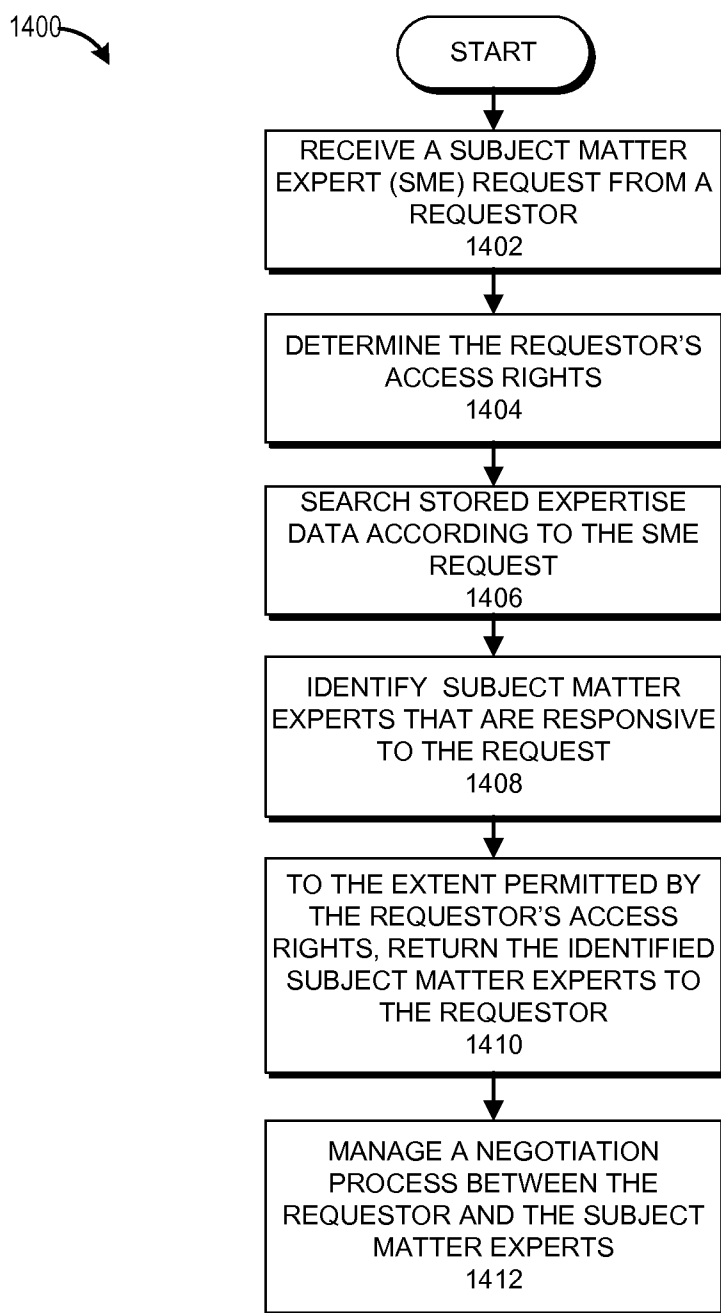 1400
START
RECEIVE A SUBJECT MATTER
EXPERT (SME) REQUEST FROM A
REQUESTOR
1402
DETERMINE THE REQUESTOR'S
ACCESS RIGHTS
1404
SEARCH STORED EXPERTISE
DATA ACCORDING TO THE SME
REQUEST
1406
IDENTIFY SUBJECT MATTER
EXPERTS THAT ARE RESPONSIVE
TO THE REQUEST
1408
TO THE EXTENT PERMITTED BY
THE REQUESTOR'S ACCESS
RIGHTS, RETURN THE IDENTIFIED
SUBJECT MATTER EXPERTS TO
THE REQUESTOR
1410
MANAGE A NEGOTIATION
PROCESS BETWEEN THE
REQUESTOR AND THE SUBJECT
MATTER EXPERTS
1412